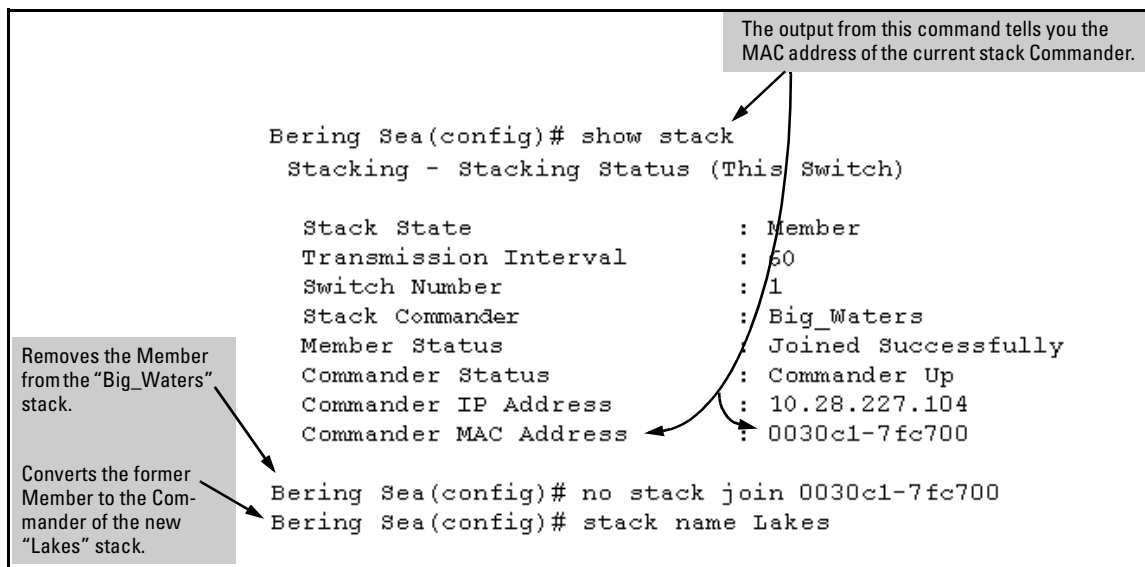 The output from this command tells you the
MAC address of the current stack Commander.
Bering Sea(config)# show stack
Stacking - Stacking Status (This Switch)
Stack State : Member
Transmission Interval : 60
Switch Number : 1
Stack Commander : Big_Waters
Member Status : Joined Successfully
Commander Status : Commander Up
Commander IP Address : 10.28.227.104
Commander MAC Address : 0030c1-7fc700
Removes the Member
from the “Big_Waters”
stack.
Converts the former
Member to the Com-
mander of the new
“Lakes” stack.
Bering Sea(config)# no stack join 0030c1-7fc700
Bering Sea(config)# stack name Lakes